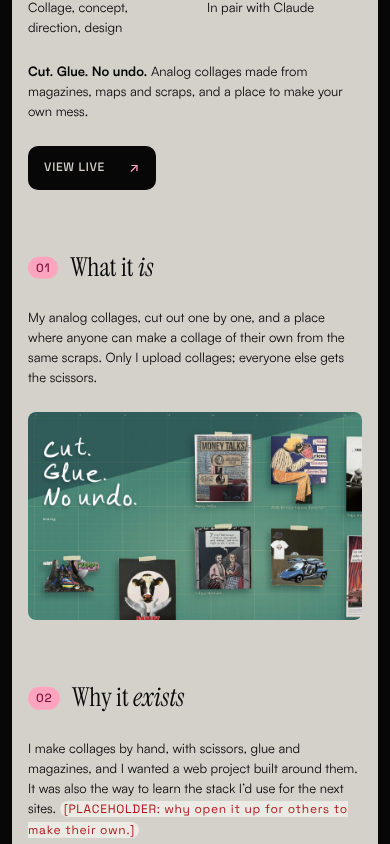 Collage, concept,
direction, design
In pair with Claude
Cut. Glue. No undo. Analog collages made from
magazines, maps and scraps, and a place to make your
own mess.
VIEW LIVE
01 What it is
My analog collages, cut out one by one, and a place
where anyone can make a collage of their own from the
same scraps. Only I upload collages; everyone else gets
the scissors.
Cut.
Glue.
No undo.
MONEY TALKS
02 Why it exists
I make collages by hand, with scissors, glue and
magazines, and I wanted a web project built around them.
It was also the way to learn the stack I'd use for the next
sites. [PLACEHOLDER: why open it up for others to
make their own.]